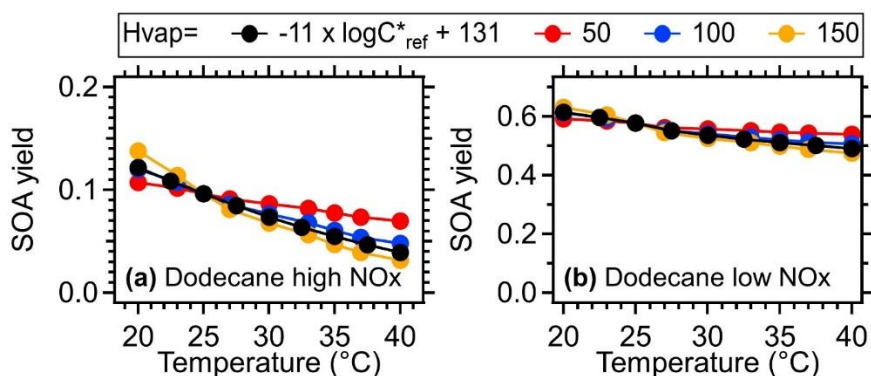 Hvap= -11 x logC*ref + 131 50 100 150
0.2
0.1
0.0
SOA yield
(a) Dodecane high NOx
20 25 30 35 40
Temperature (°C)
0.6
0.4
0.2
0.0
SOA yield
(b) Dodecane low NOx
20 25 30 35 40
Temperature (°C)